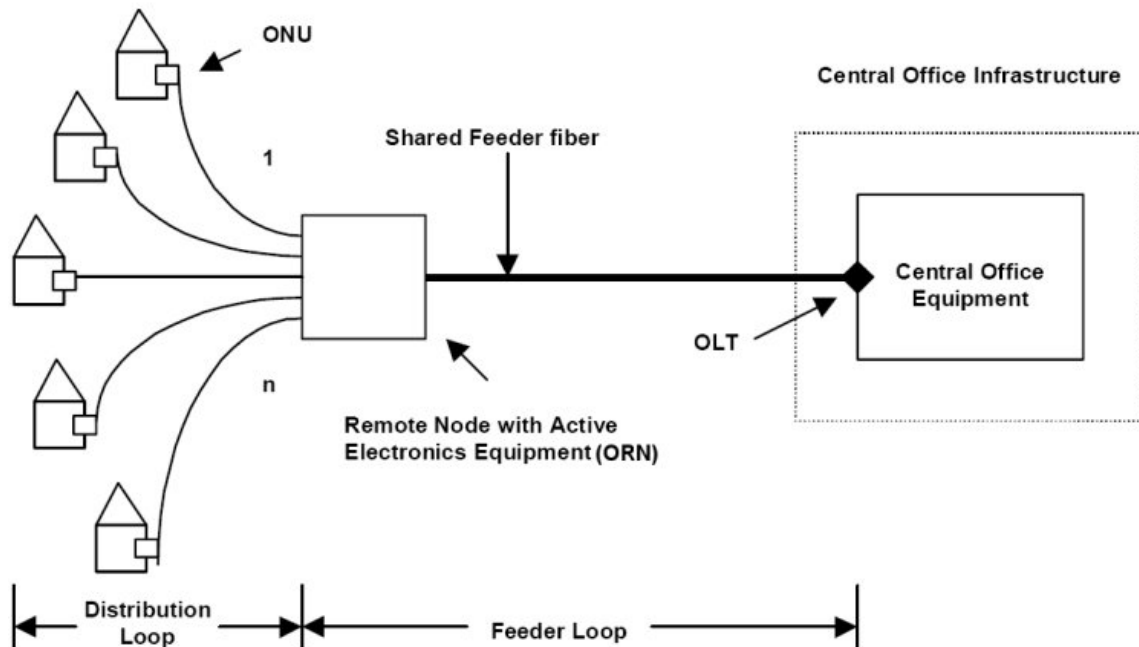 ONU
Central Office Infrastructure
Shared Feeder fiber
1
Central Office
Equipment
OLT
n
Remote Node with Active
Electronics Equipment (ORN)
Distribution
Loop
Feeder Loop